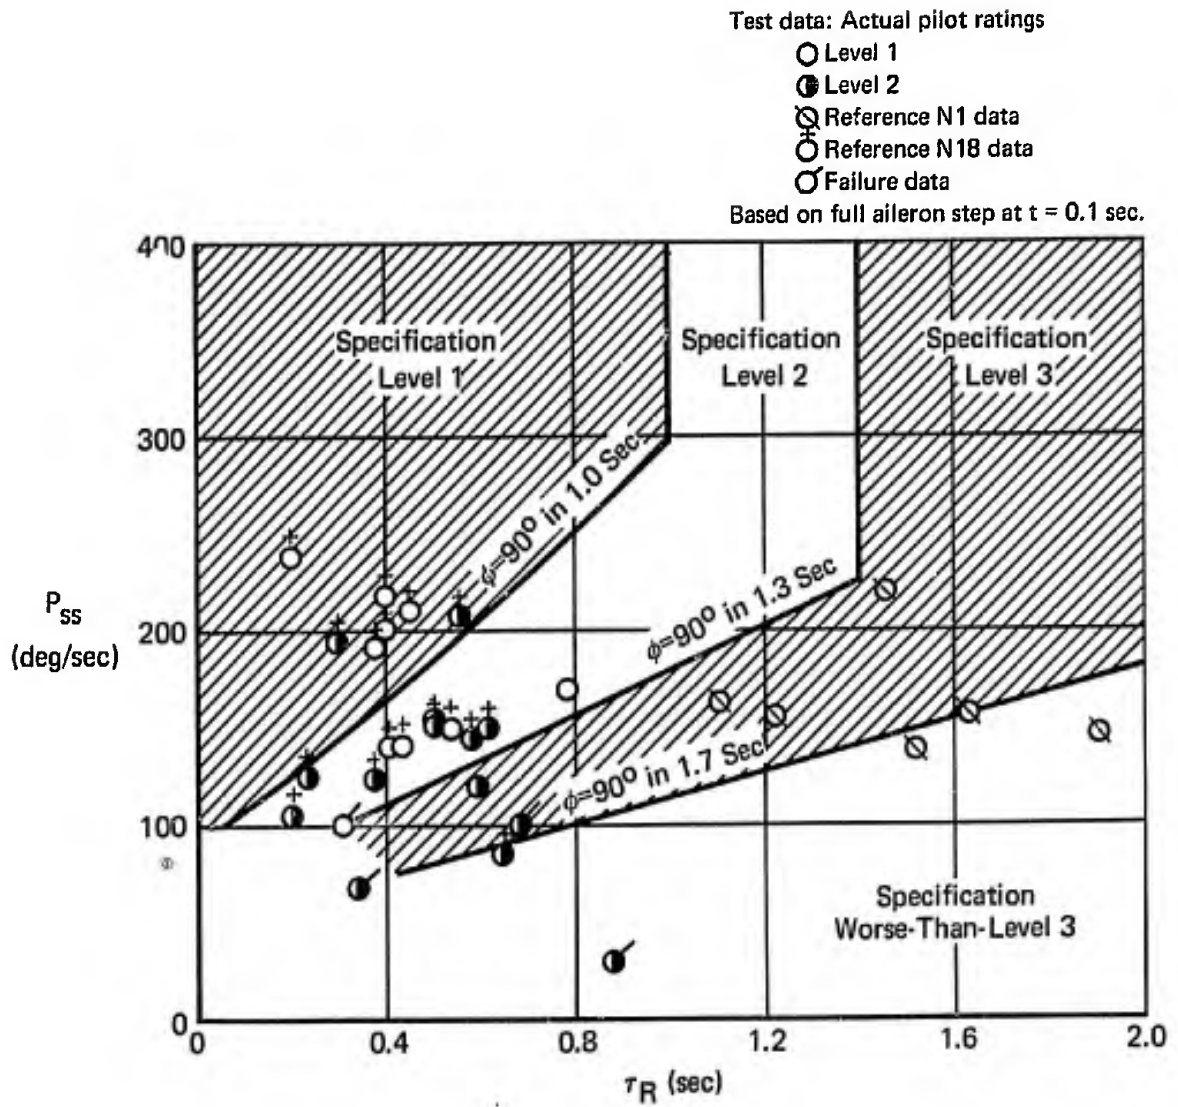 Test data: Actual pilot ratings
Level 1
Level 2
Reference N1 data
Reference N18 data
Failure data
Based on full aileron step at t = 0.1 sec.
400
300
200
100
0
Pss
(deg/sec)
Specification
Level 1
Specification
Level 2
Specification
Level 3
φ=90° in 1.0 Sec
φ=90° in 1.3 Sec
φ=90° in 1.7 Sec
Specification
Worse-Than-Level 3
0
0.4
0.8
1.2
1.6
2.0
τR (sec)